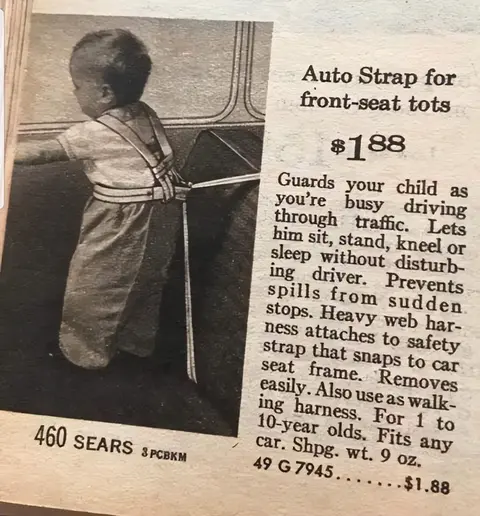 Auto Strap for
front-seat tots
$1.88
Guards your child as
you're busy driving
through traffic. Lets
him sit, stand, kneel or
sleep without disturb-
ing driver. Prevents
spills from sudden
stops. Heavy web har-
ness attaches to safety
strap that snaps to car
seat frame. Removes
easily. Also use as walk-
ing harness. For 1 to
10-year olds. Fits any
car. Shpg. wt. 9 oz.
49 G 7945.......$1.88
460 SEARS 3PCBKM